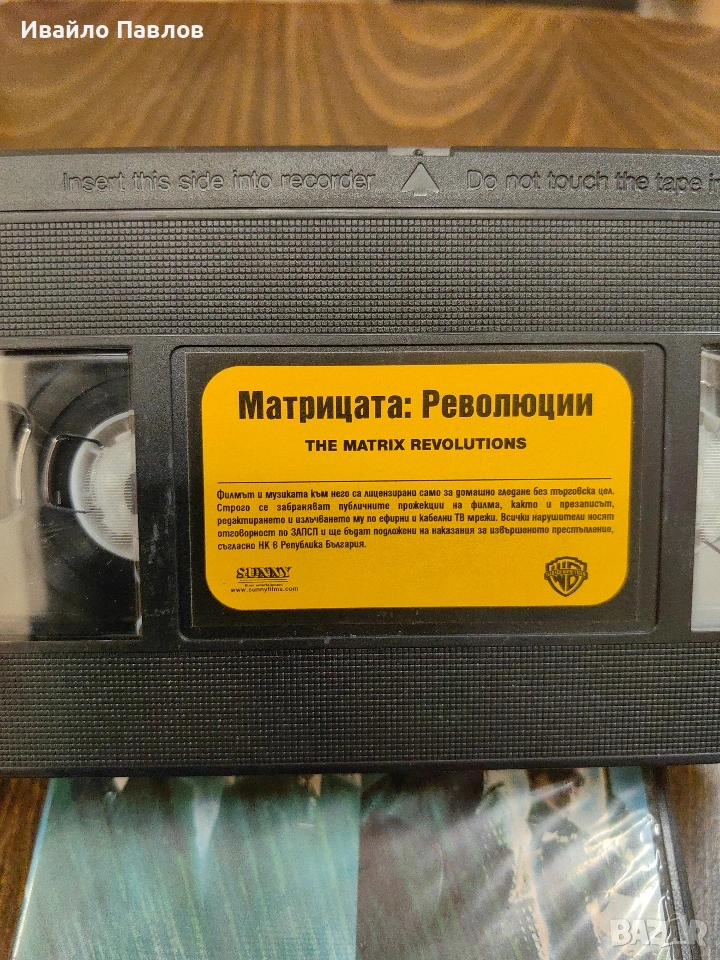 Ивайло Павлов
Insert this side into recorder
Do not touch the tape in
Матрицата: Революции
THE MATRIX REVOLUTIONS
Филмът и музиката към него са лицензирани само за домашно гледане без търговска цел.
Строго се забраняват публичните прожекции на филма, както и презаписът,
редактирането и излъчването му по ефирни и кабелни ТВ мрежи. Всички нарушители носят
отговорност по ЗАПСП и ще бъдат подложени на наказания за извършеното престъпление,
съгласно НК в Република България.
SUNNY
www.sunnyfilms.com
BAZAR